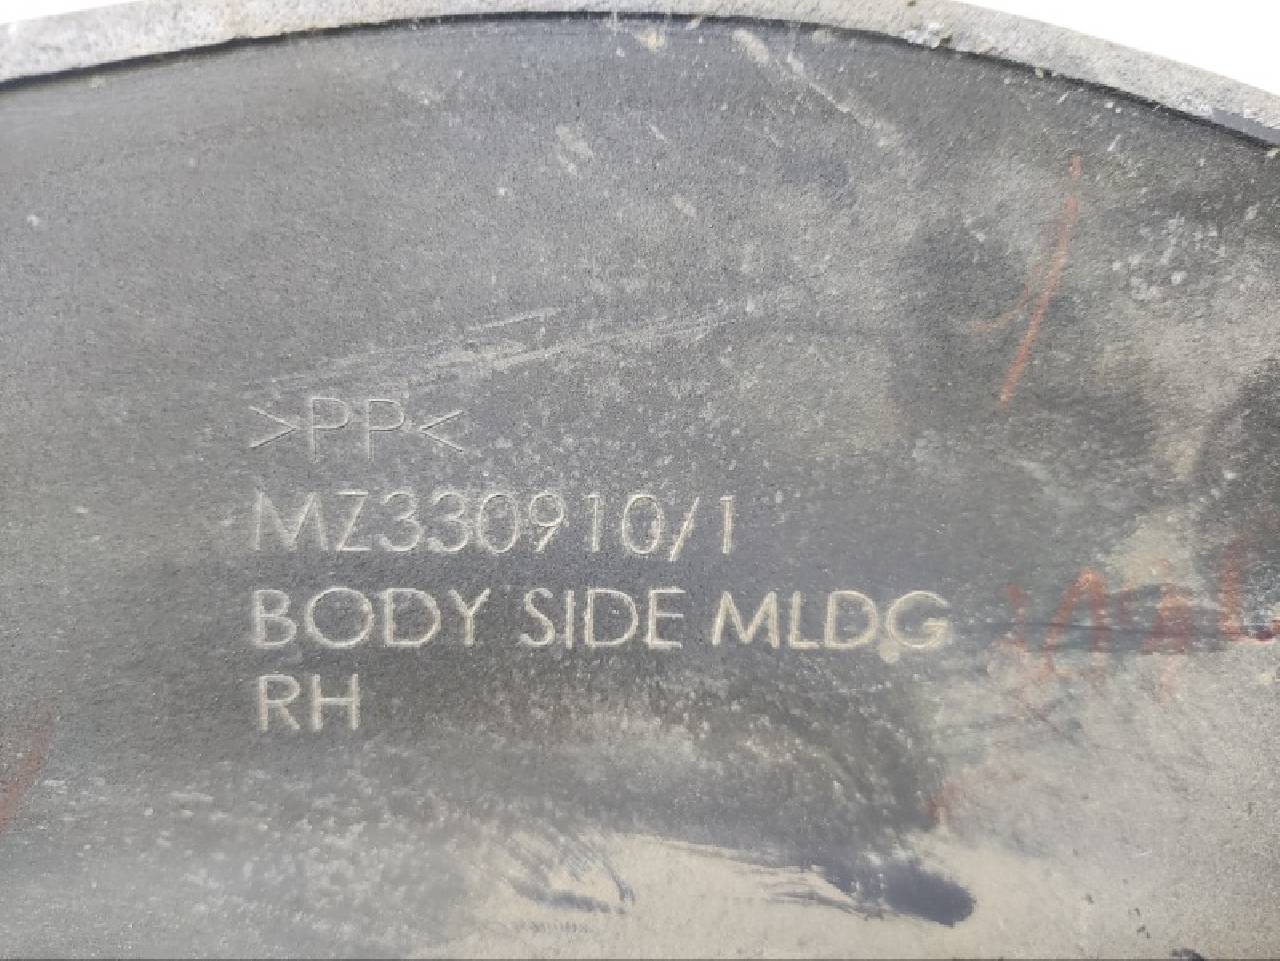 >PP<
MZ330910/1
BODY SIDE MLDG
RH